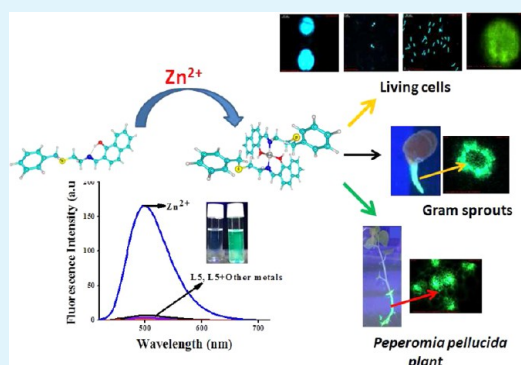 Zn2+
Living cells
Gram sprouts
Peperomia pellucida
plant
Fluorescence Intensity (a.u
200
150
100
50
0
Zn2+
L5, L5+Other metals
500
600
700
Wavelength (nm)